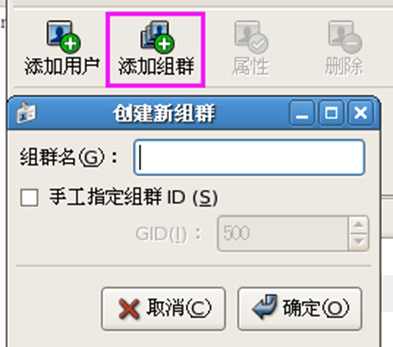 添加用户 添加组群 属性 删除
创建新组群
组群名(G)：
手工指定组群 ID (S)
GID(I)： 500
取消(C) 确定(O)